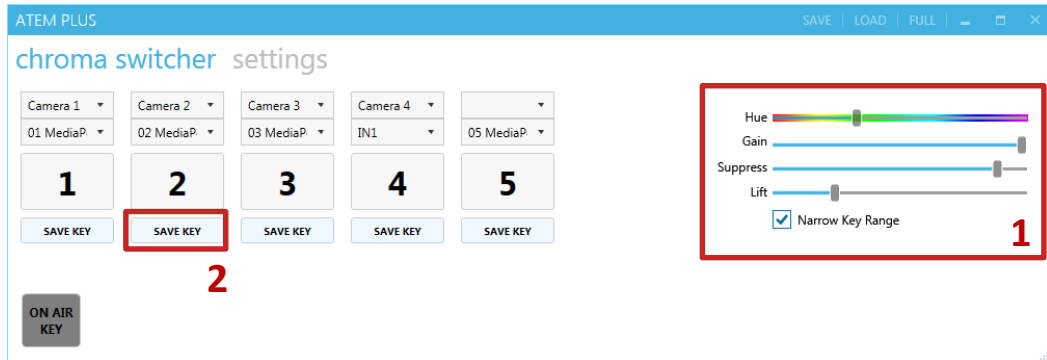 ATEM PLUS SAVE LOAD FULL
chroma switcher settings
Camera 1 Camera 2 Camera 3 Camera 4
01 MediaP 02 MediaP 03 MediaP IN1 05 MediaP
1 2 3 4 5
SAVE KEY SAVE KEY SAVE KEY SAVE KEY SAVE KEY
2
ON AIR
KEY
Hue
Gain
Suppress
Lift
Narrow Key Range
1